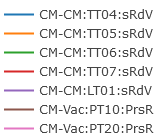 CM-CM:TT04:sRdV
CM-CM:TT05:sRdV
CM-CM:TT06:sRdV
CM-CM:TT07:sRdV
CM-CM:LT01:sRdV
CM-Vac:PT10:PrsR
CM-Vac:PT20:PrsR